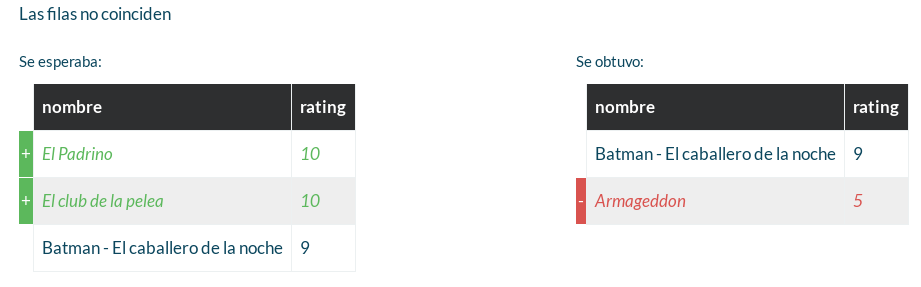 Las filas no coinciden
Se esperaba:
nombre rating
+ El Padrino 10
+ El club de la pelea 10
Batman - El caballero de la noche 9
Se obtuvo:
nombre rating
Batman - El caballero de la noche 9
- Armageddon 5